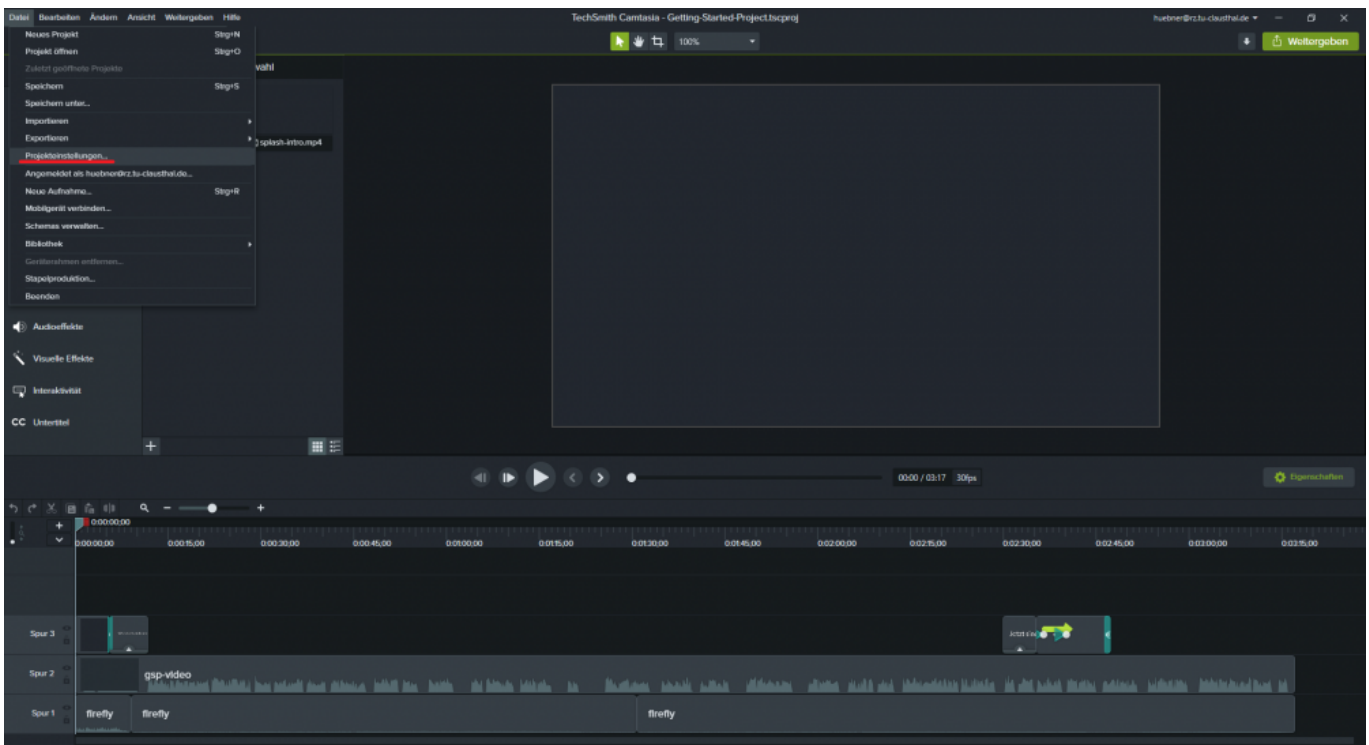 Datei Bearbeiten Ändern Ansicht Weitergeben Hilfe
TechSmith Camtasia - Getting-Started-Project.tscproj
huebner@rz.tu-clausthal.de
100%
Weitergeben
Neues Projekt Strg+N
Projekt öffnen Strg+O
Zuletzt geöffnete Projekte
wahl
Speichern Strg+S
Speichern unter...
Importieren
Exportieren
splash-intro.mp4
Projekteinstellungen...
Angemeldet als huebner@rz.tu-clausthal.de...
Neue Aufnahme... Strg+R
Mobilgerät verbinden...
Schemas verwalten...
Bibliothek
Geräterahmen entfernen...
Stapelproduktion...
Beenden
Audioeffekte
Visuelle Effekte
Interaktivität
CC Untertitel
00:00 / 03:17 30fps
Eigenschaften
0:00:00;00
0:00:00;00 0:00:15;00 0:00:30;00 0:00:45;00 0:01:00;00 0:01:15;00 0:01:30;00 0:01:45;00 0:02:00;00 0:02:15;00 0:02:30;00 0:02:45;00 0:03:00;00 0:03:15;00
Spur 3
Jetzt
Spur 2
gsp-video
Spur 1
firefly firefly firefly